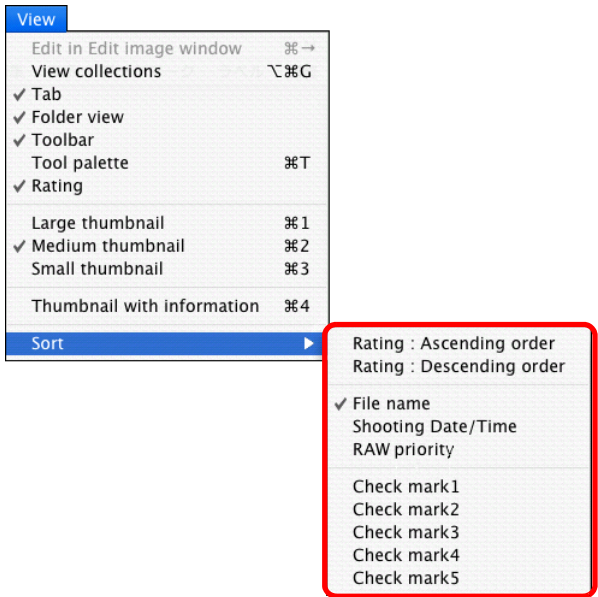 View
Edit in Edit image window ⌘→
View collections ⌥⌘G
✓ Tab
✓ Folder view
✓ Toolbar
Tool palette ⌘T
✓ Rating
Large thumbnail ⌘1
✓ Medium thumbnail ⌘2
Small thumbnail ⌘3
Thumbnail with information ⌘4
Sort ▶
Rating : Ascending order
Rating : Descending order
✓ File name
Shooting Date/Time
RAW priority
Check mark1
Check mark2
Check mark3
Check mark4
Check mark5